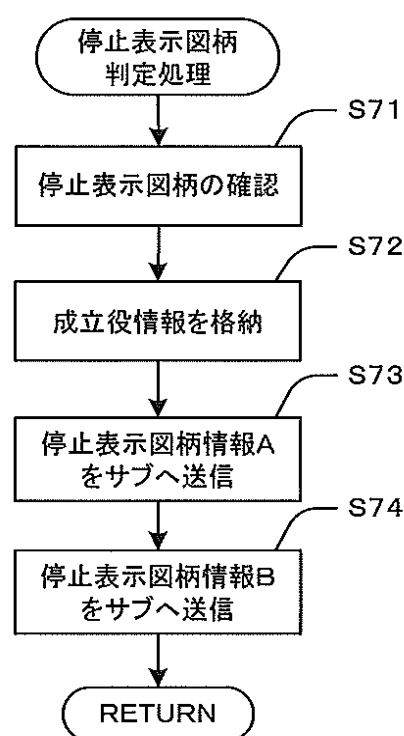 停止表示図柄
判定処理
S71
停止表示図柄の確認
S72
成立役情報を格納
S73
停止表示図柄情報A
をサブへ送信
S74
停止表示図柄情報B
をサブへ送信
RETURN